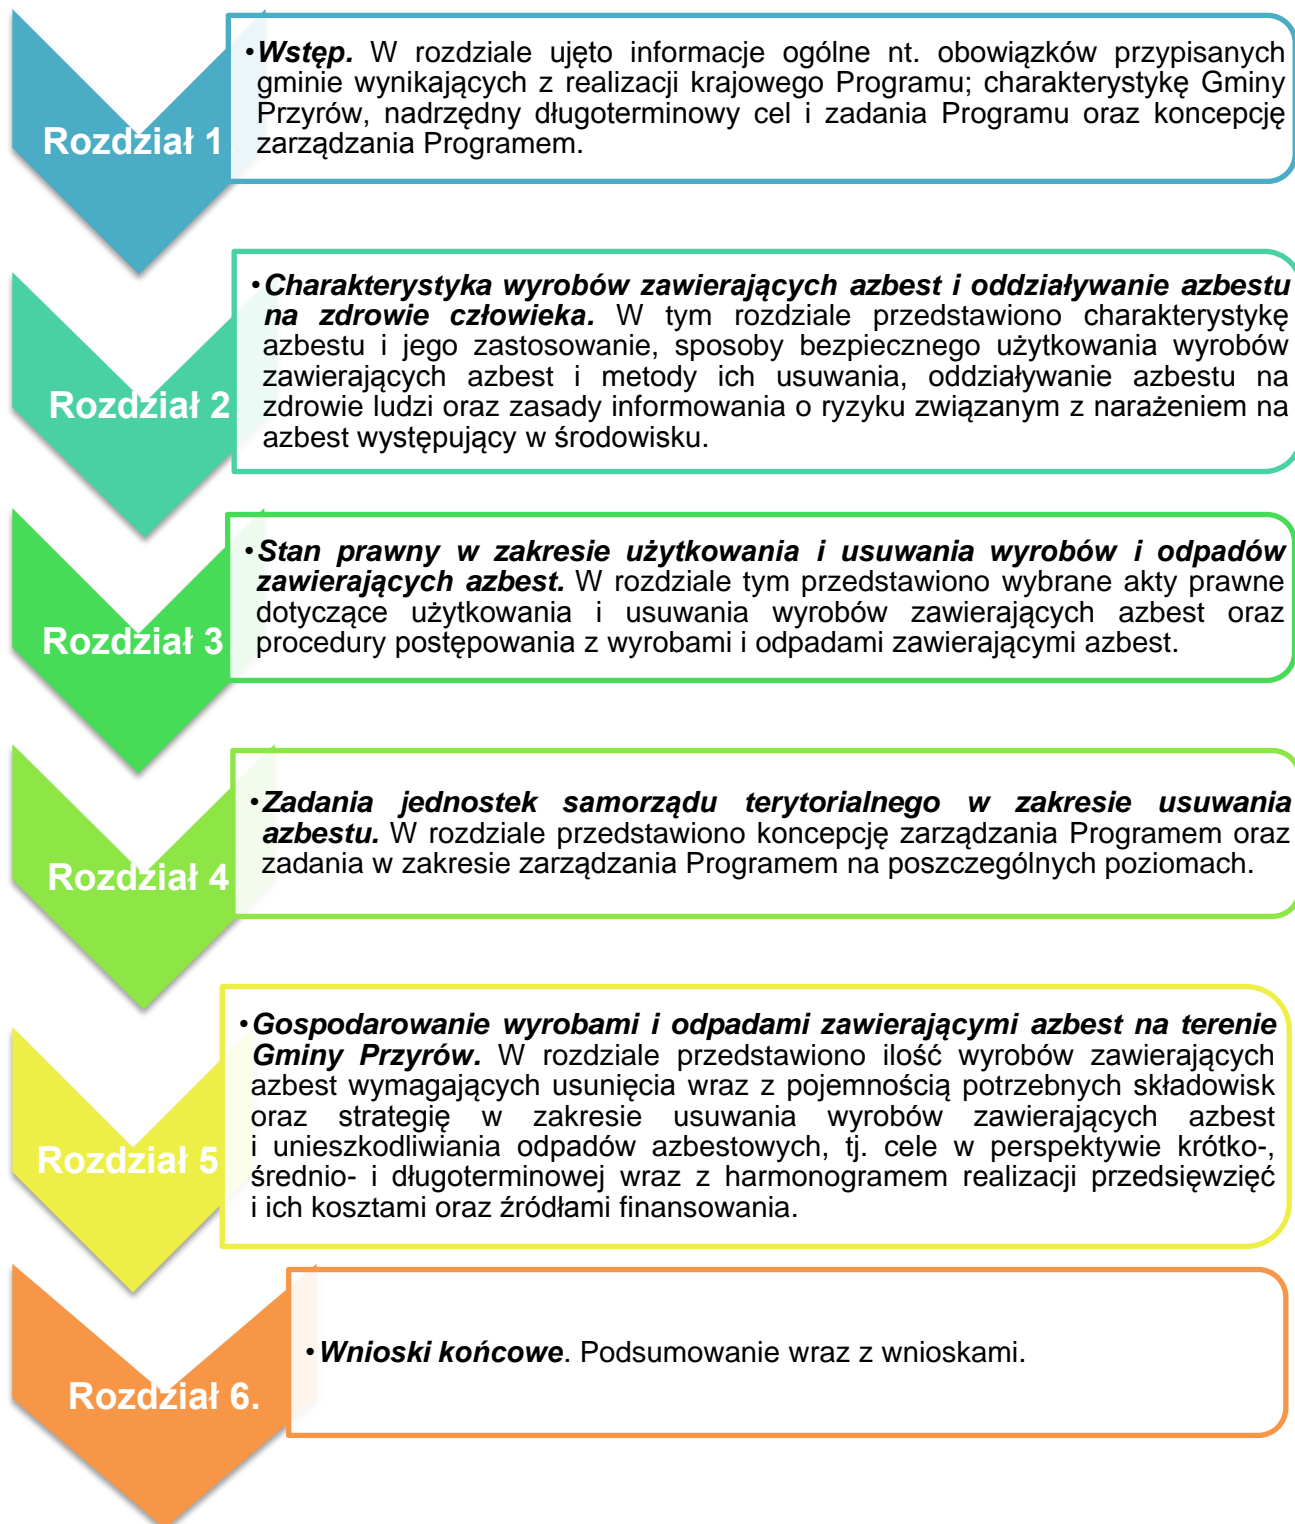 Rozdział 1
•Wstęp. W rozdziale ujęto informacje ogólne nt. obowiązków przypisanych
gminie wynikających z realizacji krajowego Programu; charakterystykę Gminy
Przyrów, nadrzędny długoterminowy cel i zadania Programu oraz koncepcję
zarządzania Programem.
Rozdział 2
•Charakterystyka wyrobów zawierających azbest i oddziaływanie azbestu
na zdrowie człowieka. W tym rozdziale przedstawiono charakterystykę
azbestu i jego zastosowanie, sposoby bezpiecznego użytkowania wyrobów
zawierających azbest i metody ich usuwania, oddziaływanie azbestu na
zdrowie ludzi oraz zasady informowania o ryzyku związanym z narażeniem na
azbest występujący w środowisku.
Rozdział 3
•Stan prawny w zakresie użytkowania i usuwania wyrobów i odpadów
zawierających azbest. W rozdziale tym przedstawiono wybrane akty prawne
dotyczące użytkowania i usuwania wyrobów zawierających azbest oraz
procedury postępowania z wyrobami i odpadami zawierającymi azbest.
Rozdział 4
•Zadania jednostek samorządu terytorialnego w zakresie usuwania
azbestu. W rozdziale przedstawiono koncepcję zarządzania Programem oraz
zadania w zakresie zarządzania Programem na poszczególnych poziomach.
Rozdział 5
•Gospodarowanie wyrobami i odpadami zawierającymi azbest na terenie
Gminy Przyrów. W rozdziale przedstawiono ilość wyrobów zawierających
azbest wymagających usunięcia wraz z pojemnością potrzebnych składowisk
oraz strategię w zakresie usuwania wyrobów zawierających azbest
i unieszkodliwiania odpadów azbestowych, tj. cele w perspektywie krótko-,
średnio- i długoterminowej wraz z harmonogramem realizacji przedsięwzięć
i ich kosztami oraz źródłami finansowania.
Rozdział 6.
•Wnioski końcowe. Podsumowanie wraz z wnioskami.